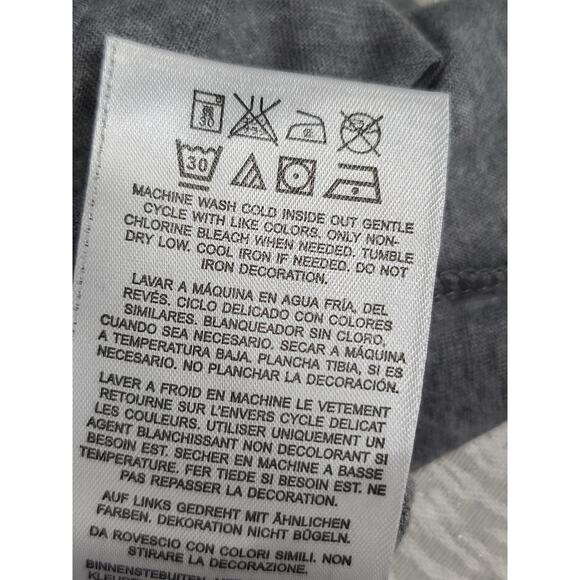 30
30
MACHINE WASH COLD INSIDE OUT GENTLE
CYCLE WITH LIKE COLORS. ONLY NON-
CHLORINE BLEACH WHEN NEEDED. TUMBLE
DRY LOW. COOL IRON IF NEEDED. DO NOT
IRON DECORATION.
LAVAR A MÁQUINA EN AGUA FRÍA, DEL
REVÉS. CICLO DELICADO CON COLORES
SIMILARES. BLANQUEADOR SIN CLORO,
CUANDO SEA NECESARIO. SECAR A MÁQUINA
A TEMPERATURA BAJA. PLANCHA TIBIA, SI ES
NECESARIO. NO PLANCHAR LA DECORACIÓN.
LAVER A FROID EN MACHINE LE VETEMENT
RETOURNE SUR L'ENVERS CYCLE DELICAT
LES COULEURS. UTILISER UNIQUEMENT UN
AGENT BLANCHISSANT NON DECOLORANT SI
BESOIN EST. SECHER EN MACHINE A BASSE
TEMPERATURE. FER TIEDE SI BESOIN EST. NE
PAS REPASSER LA DECORATION.
AUF LINKS GEDREHT MIT ÄHNLICHEN
FARBEN. DEKORATION NICHT BÜGELN.
DA ROVESCIO CON COLORI SIMILI. NON
STIRARE LA DECORAZIONE.
BINNENSTEBUITEN